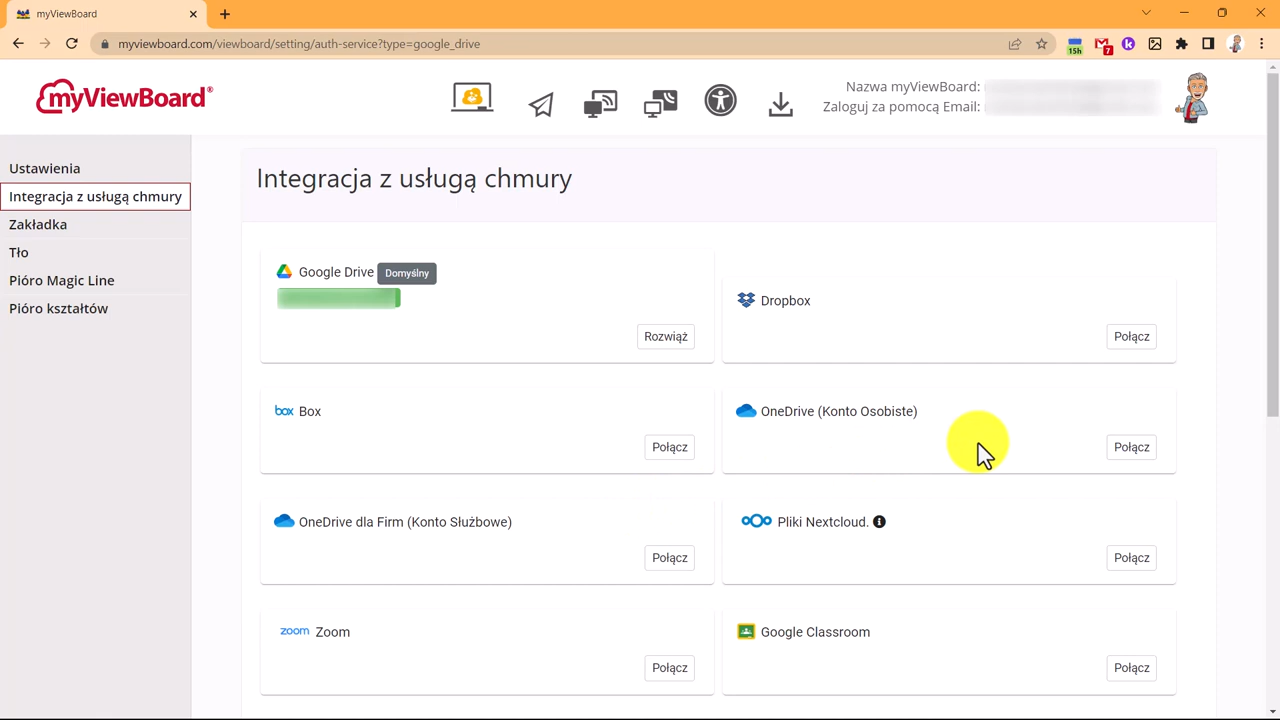 myViewBoard
myviewboard.com/viewboard/setting/auth-service?type=google_drive
15h
7
myViewBoard®
Nazwa myViewBoard:
Zaloguj za pomocą Email:
Ustawienia
Integracja z usługą chmury
Zakładka
Tło
Pióro Magic Line
Pióro kształtów
Integracja z usługą chmury
Google Drive Domyślny
Rozwiąż
Dropbox
Połącz
box Box
Połącz
OneDrive (Konto Osobiste)
Połącz
OneDrive dla Firm (Konto Służbowe)
Połącz
Pliki Nextcloud.
Połącz
zoom Zoom
Połącz
Google Classroom
Połącz